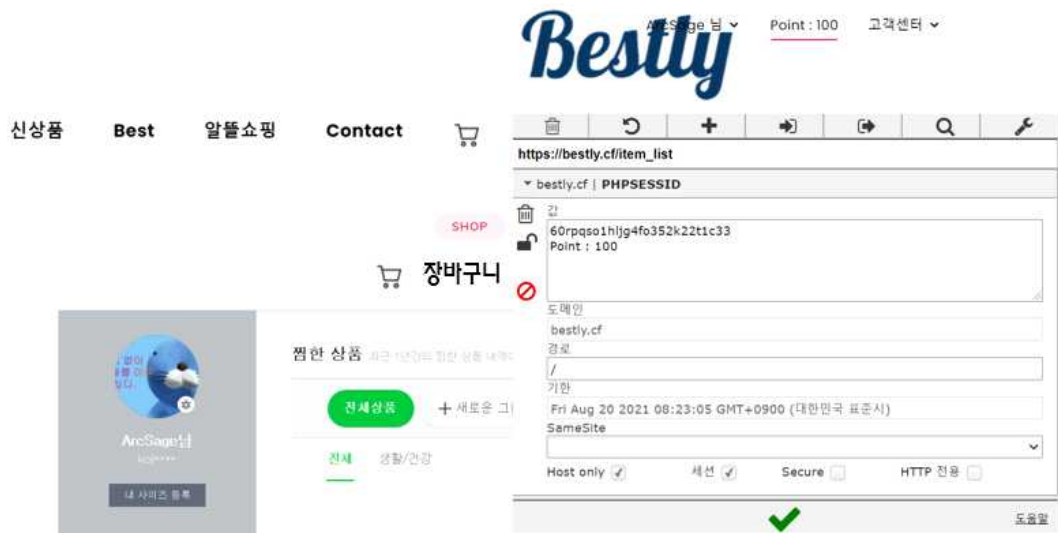 Bestly
ArcSage 님
Point : 100
고객센터
신상품
Best
알뜰쇼핑
Contact
https://bestly.cf/item_list
bestly.cf | PHPSESSID
값
60rpqso1hljg4fo352k22t1c33
Point : 100
SHOP
장바구니
도메인
bestly.cf
경로
/
기한
Fri Aug 20 2021 08:23:05 GMT+0900 (대한민국 표준시)
SameSite
Host only
세션
Secure
HTTP 전용
도움말
찜한 상품
전체상품
+ 새로운 그
전체
생활/건강
ArcSage님
내 사이즈 등록